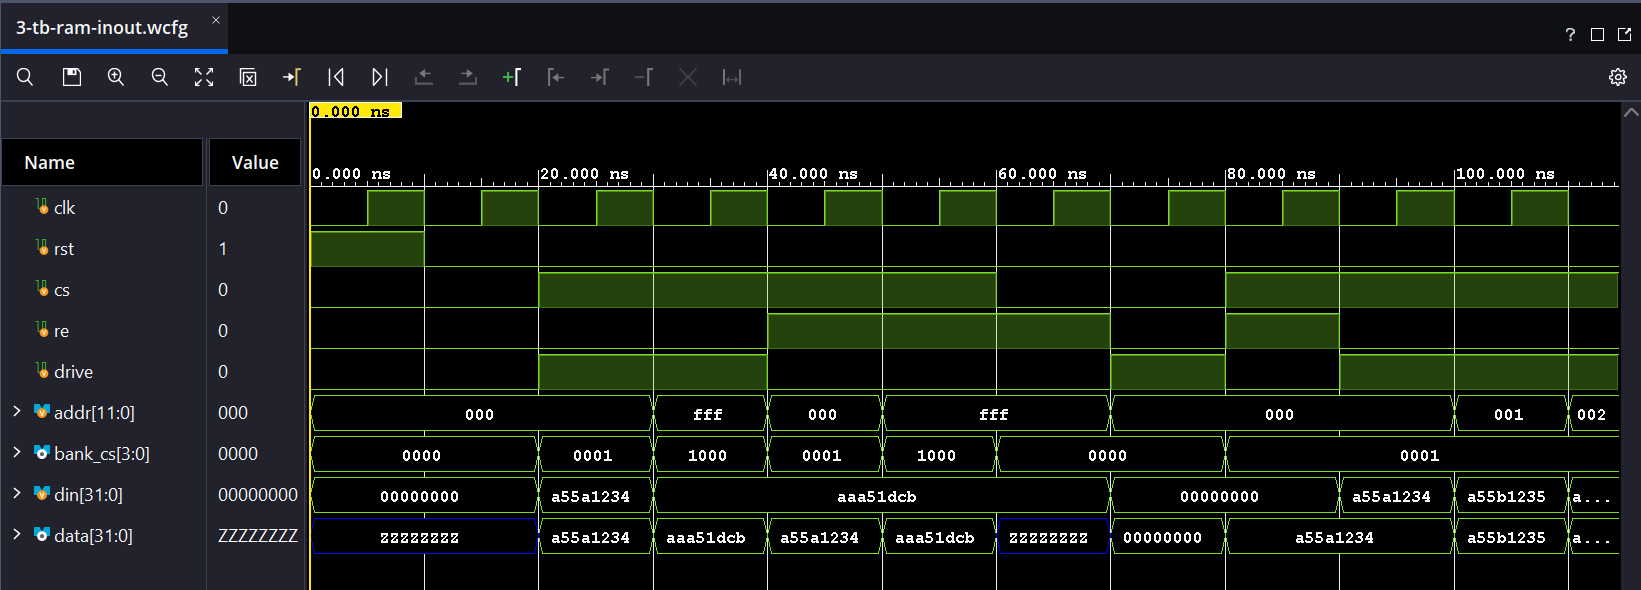 3-tb-ram-inout.wcfg ×
?
0.000 ns
Name Value
0.000 ns 20.000 ns 40.000 ns 60.000 ns 80.000 ns 100.000 ns
clk 0
rst 1
cs 0
re 0
drive 0
addr[11:0] 000 000 fff 000 fff 000 001 002
bank_cs[3:0] 0000 0000 0001 1000 0001 1000 0000 0001
din[31:0] 00000000 00000000 a55a1234 aaa51dcb 00000000 a55a1234 a55b1235 a...
data[31:0] ZZZZZZZZ ZZZZZZZZ a55a1234 aaa51dcb a55a1234 aaa51dcb ZZZZZZZZ 00000000 a55a1234 a55b1235 a...